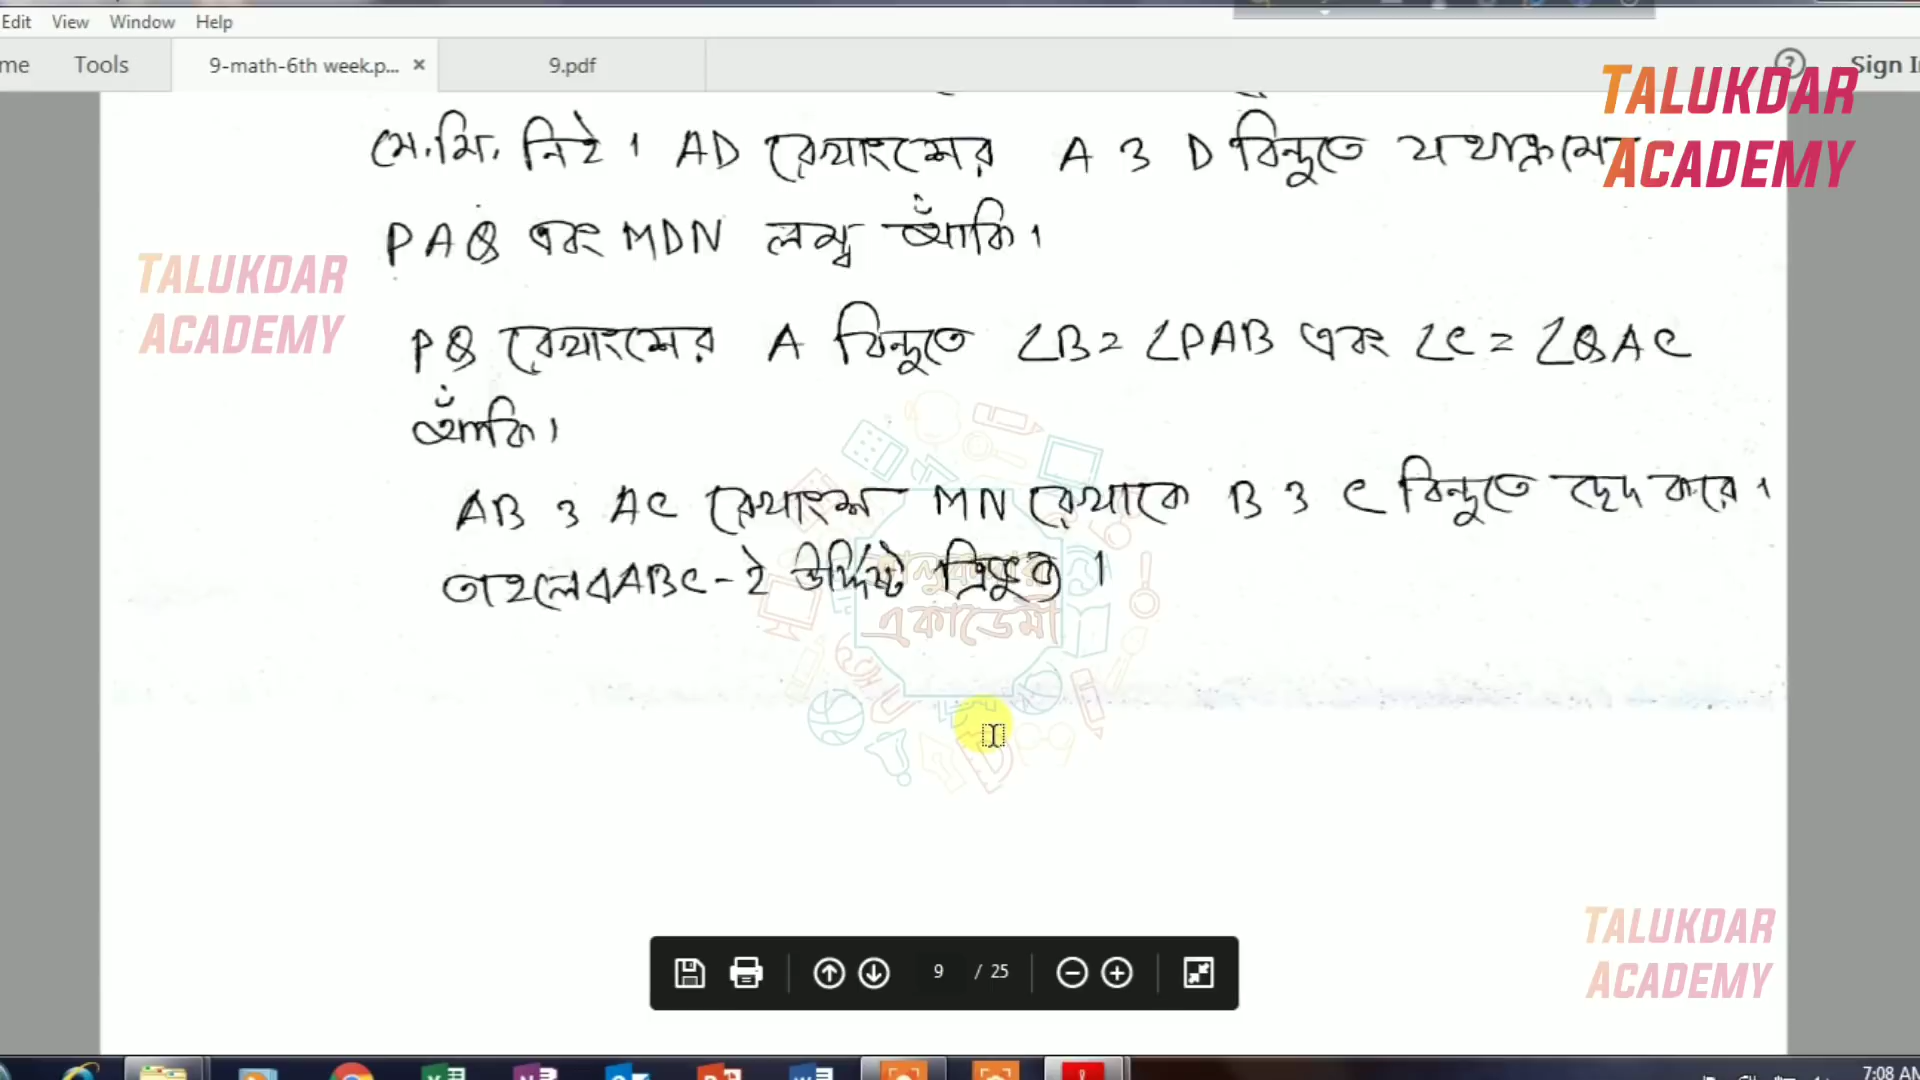 Edit View Window Help
me Tools 9-math-6th week.p... × 9.pdf ? Sign I
TALUKDAR
ACADEMY
সে.মি. নিই। AD রেখাংশের A ও D বিন্দুতে যথাক্রমে
PAQ এবং MDN লম্ব আঁকি।
TALUKDAR
ACADEMY
PQ রেখাংশের A বিন্দুতে ∠B = ∠PAB এবং ∠C = ∠QAC
আঁকি।
AB ও AC রেখাংশ MN রেখাকে B ও C বিন্দুতে ছেদ করে।
তাহলে ΔABC-ই উদ্দিষ্ট ত্রিভুজ।
তালুকদার
একাডেমী
9 / 25
TALUKDAR
ACADEMY
7:08 AM